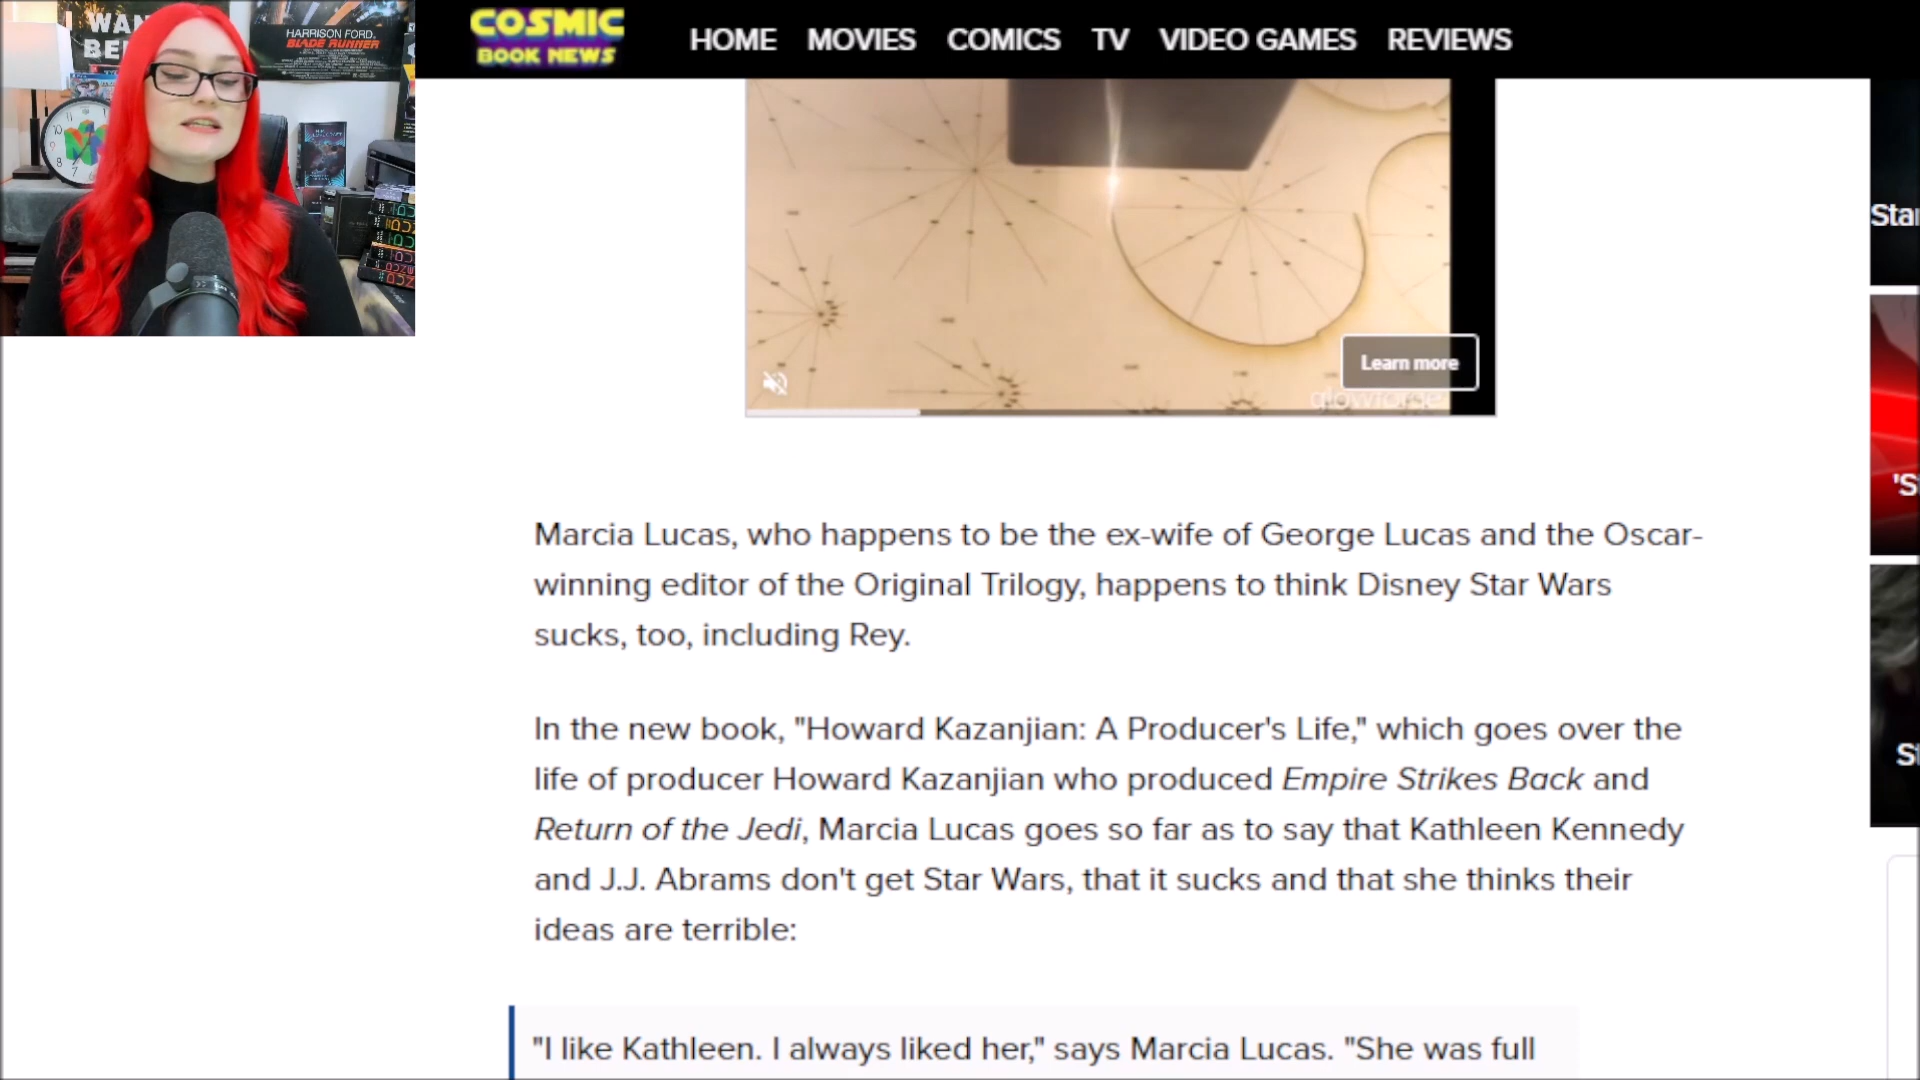 I WAN
BEL
HARRISON FORD.
BLADE RUNNER
COSMIC
BOOK NEWS
HOME MOVIES COMICS TV VIDEO GAMES REVIEWS
Star
Learn more
glowforge
'S
Marcia Lucas, who happens to be the ex-wife of George Lucas and the Oscar-
winning editor of the Original Trilogy, happens to think Disney Star Wars
sucks, too, including Rey.
In the new book, "Howard Kazanjian: A Producer's Life," which goes over the
life of producer Howard Kazanjian who produced Empire Strikes Back and
Return of the Jedi, Marcia Lucas goes so far as to say that Kathleen Kennedy
and J.J. Abrams don't get Star Wars, that it sucks and that she thinks their
ideas are terrible:
"I like Kathleen. I always liked her," says Marcia Lucas. "She was full